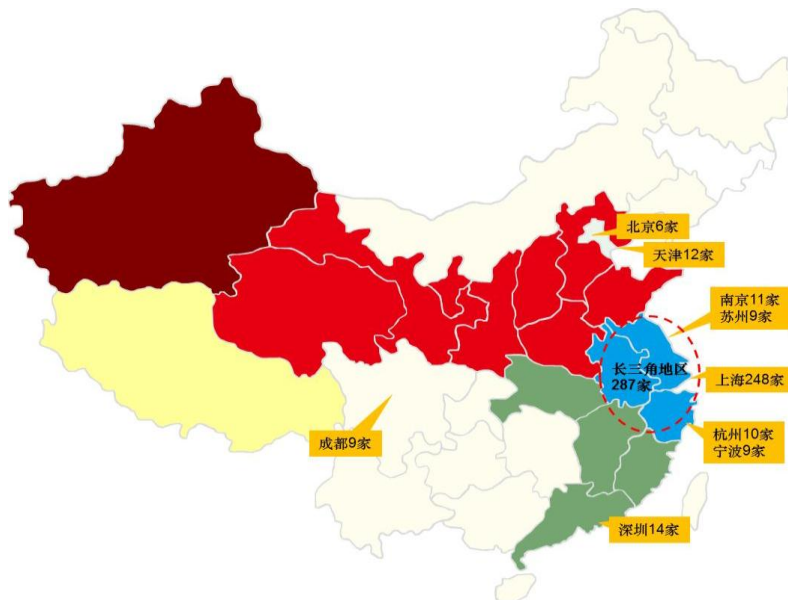 北京6家
天津12家
南京11家
苏州9家
长三角地区
287家
上海248家
杭州10家
宁波9家
成都9家
深圳14家